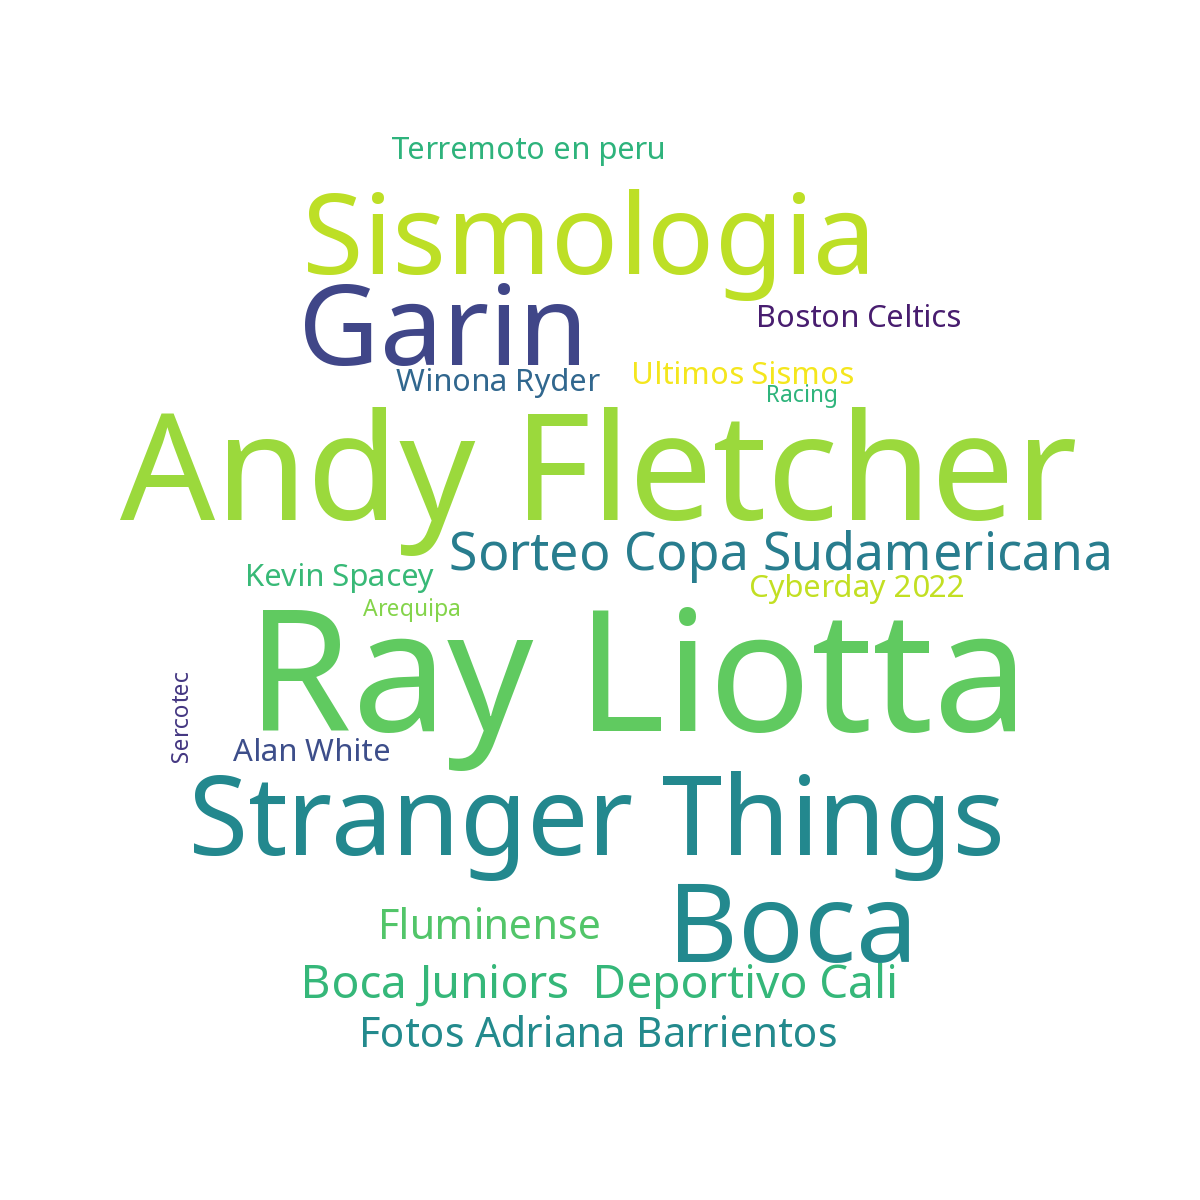 Terremoto en peru
Sismologia
Garin
Boston Celtics
Winona Ryder
Ultimos Sismos
Racing
Andy Fletcher
Sorteo Copa Sudamericana
Kevin Spacey
Cyberday 2022
Arequipa
Ray Liotta
Sercotec
Alan White
Stranger Things
Boca
Fluminense
Boca Juniors
Deportivo Cali
Fotos Adriana Barrientos